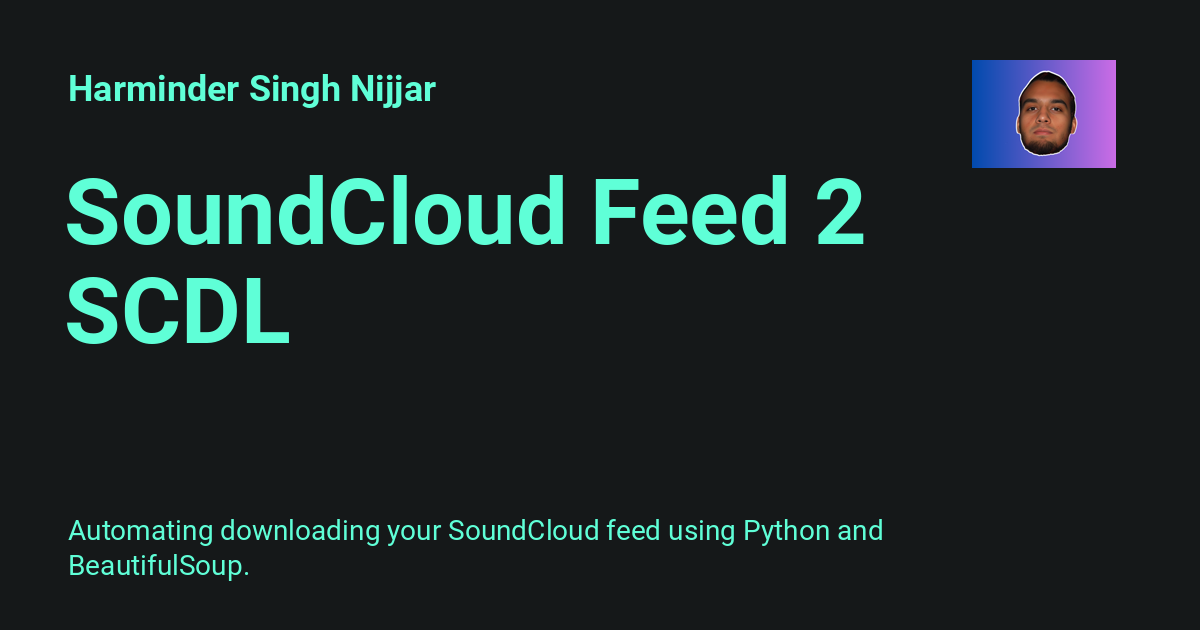 Harminder Singh Nijjar
SoundCloud Feed 2
SCDL
Automating downloading your SoundCloud feed using Python and
BeautifulSoup.